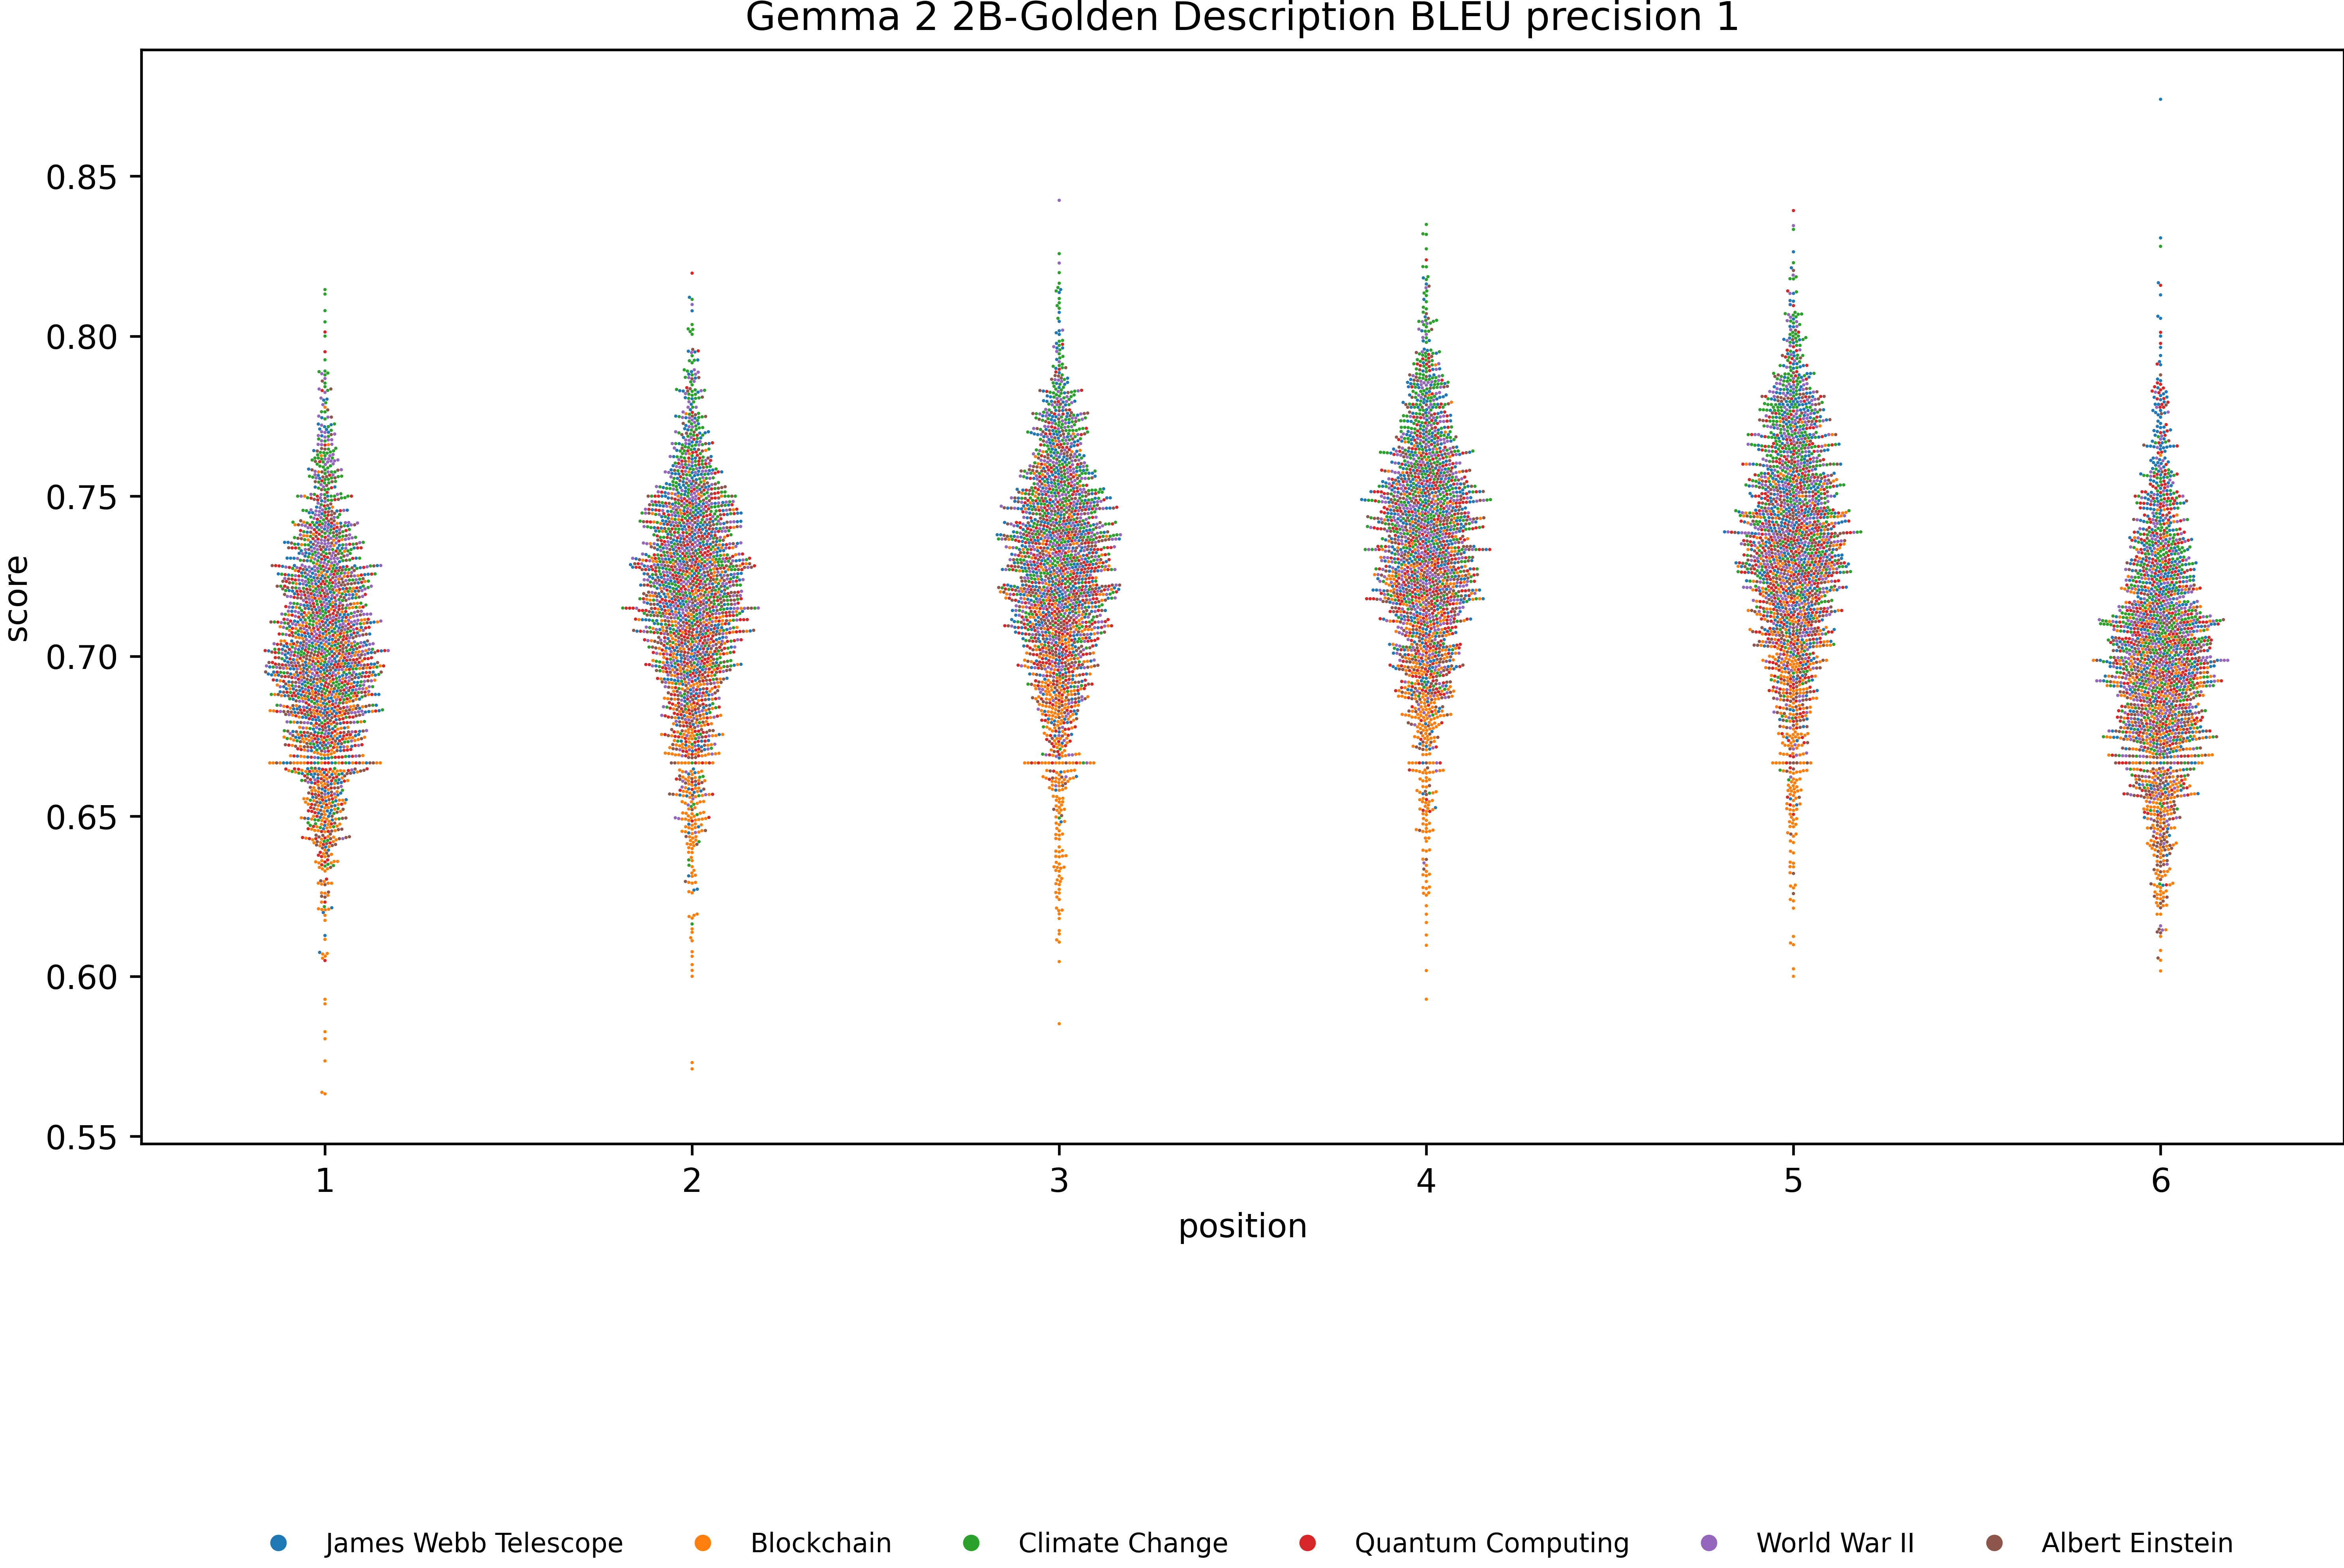 Gemma 2 2B-Golden Description BLEU precision 1
score
0.85
0.80
0.75
0.70
0.65
0.60
0.55
1 2 3 4 5 6
position
James Webb Telescope Blockchain Climate Change Quantum Computing World War II Albert Einstein